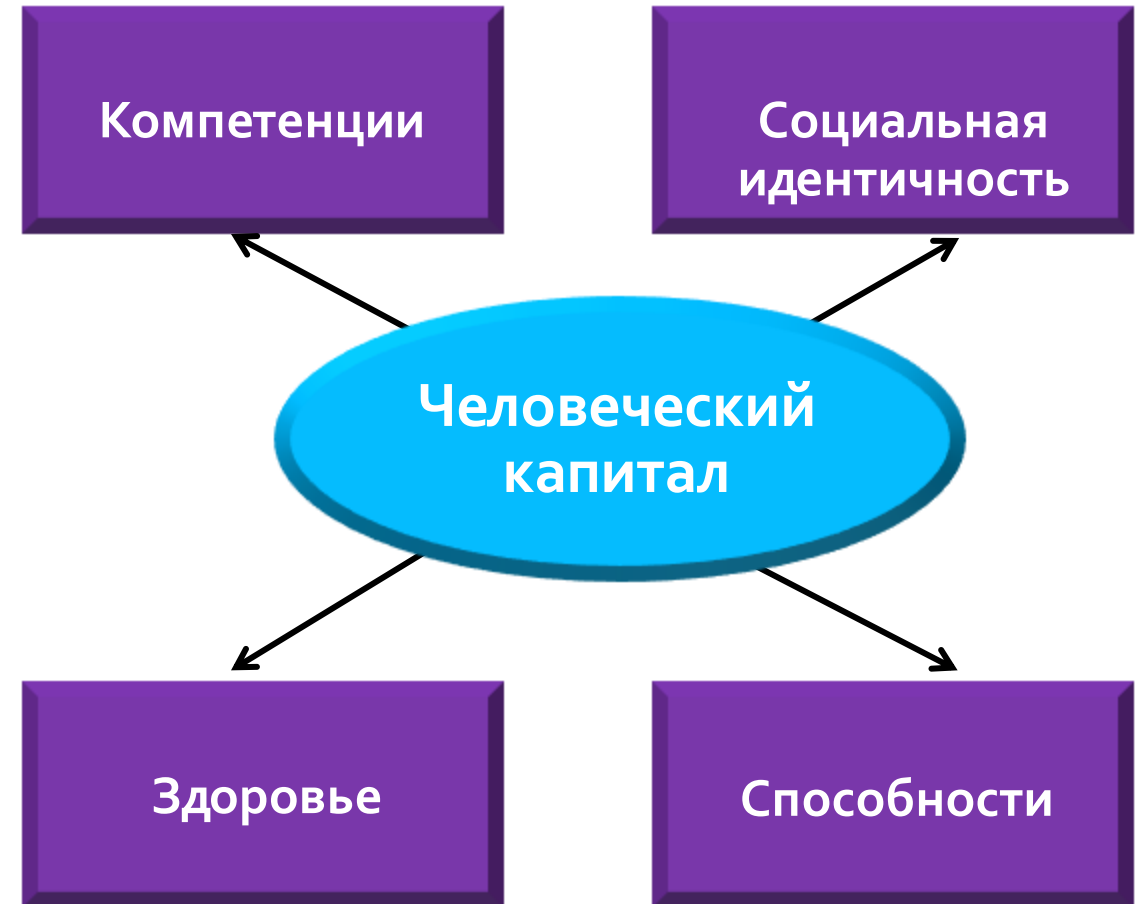 Компетенции
Социальная
идентичность
Человеческий
капитал
Здоровье
Способности